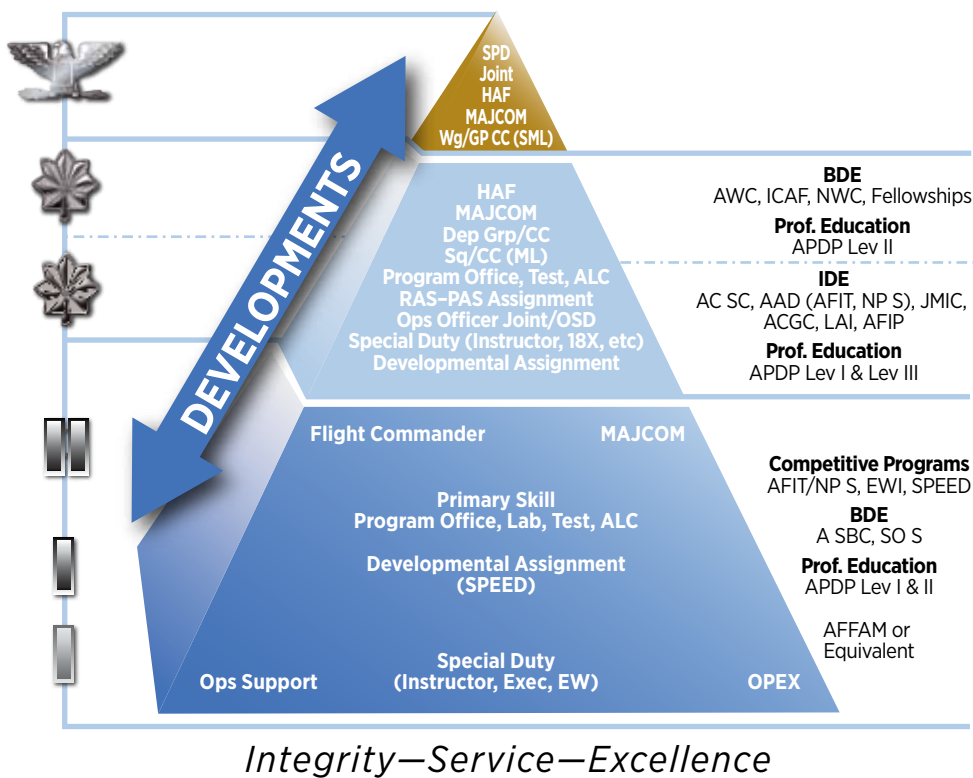 SPD
Joint
HAF
MAJCOM
Wg/GP CC (SML)
DEVELOPMENTS
HAF
MAJCOM
Dep Grp/CC
Sq/CC (ML)
Program Office, Test, ALC
RAS–PAS Assignment
Ops Officer Joint/OSD
Special Duty (Instructor, 18X, etc)
Developmental Assignment
BDE
AWC, ICAF, NWC, Fellowships
Prof. Education
APDP Lev II
IDE
AC SC, AAD (AFIT, NP S), JMIC,
ACGC, LAI, AFIP
Prof. Education
APDP Lev I & Lev III
Flight Commander
MAJCOM
Primary Skill
Program Office, Lab, Test, ALC
Developmental Assignment
(SPEED)
Special Duty
(Instructor, Exec, EW)
Ops Support
OPEX
Competitive Programs
AFIT/NP S, EWI, SPEED
BDE
A SBC, SO S
Prof. Education
APDP Lev I & II
AFFAM or
Equivalent
Integrity—Service—Excellence